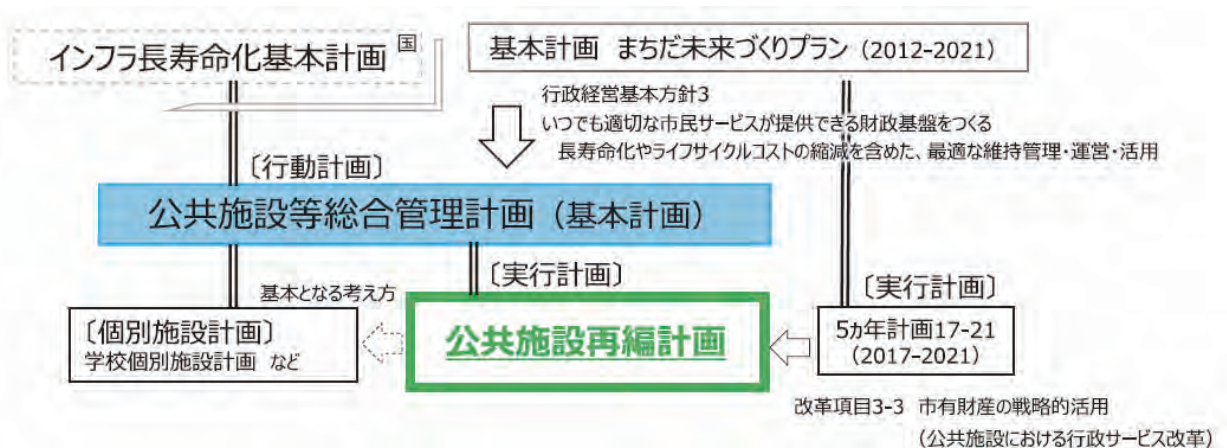 インフラ長寿命化基本計画 国
基本計画 まちだ未来づくりプラン（2012-2021）
行政経営基本方針3
いつでも適切な市民サービスが提供できる財政基盤をつくる
長寿命化やライフサイクルコストの縮減を含めた、最適な維持管理・運営・活用
〔行動計画〕
公共施設等総合管理計画（基本計画）
〔実行計画〕
〔実行計画〕
基本となる考え方
〔個別施設計画〕
学校個別施設計画 など
公共施設再編計画
5ヵ年計画17-21
（2017-2021）
改革項目3-3 市有財産の戦略的活用
（公共施設における行政サービス改革）